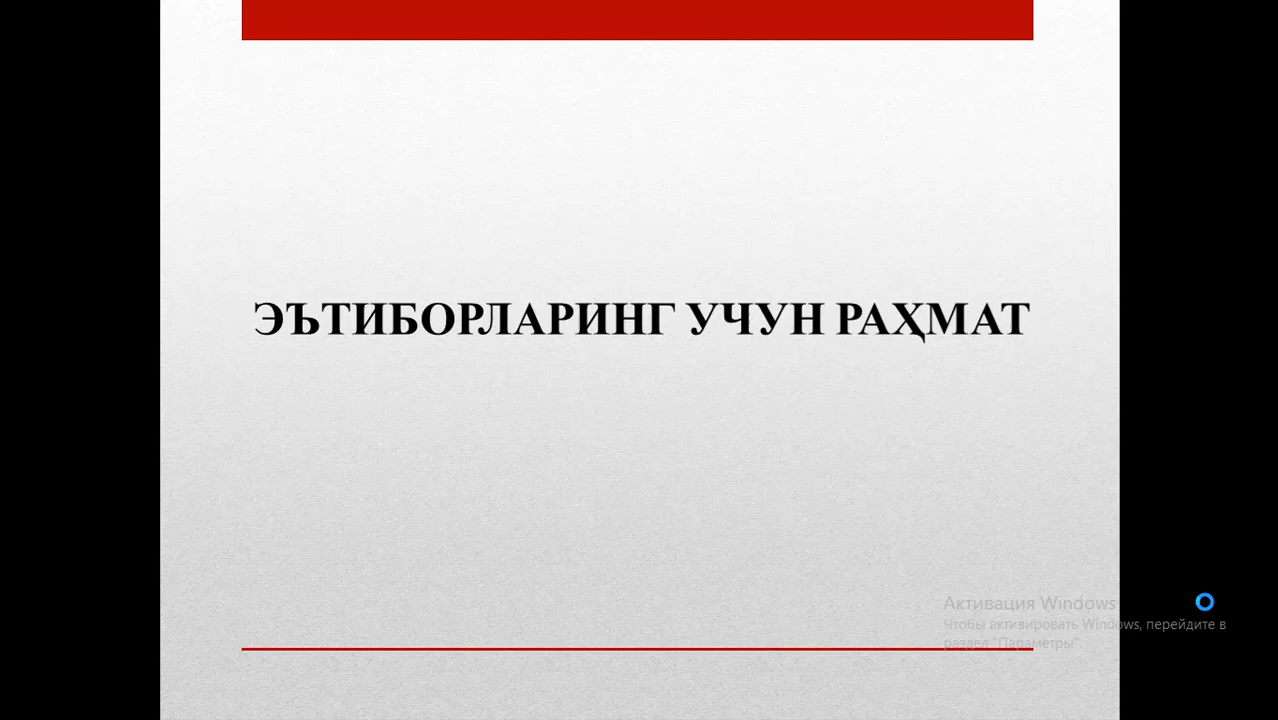 ЭЪТИБОРЛАРИНГ УЧУН РАҲМАТ
Активация Windows
Чтобы активировать Windows, перейдите в
раздел "Параметры".